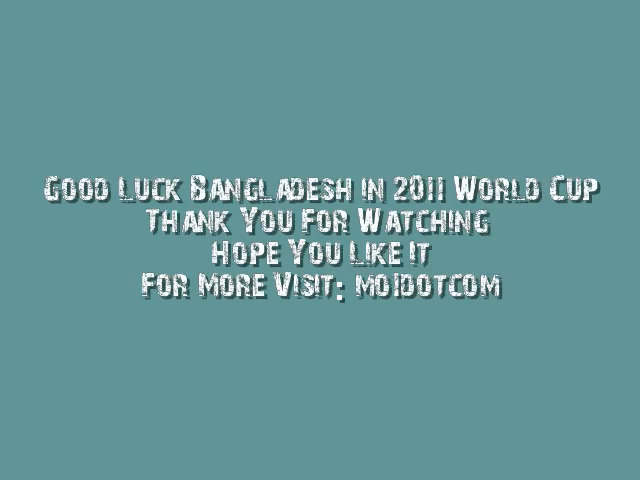 Good Luck Bangladesh in 2011 World Cup
Thank You For Watching
Hope You Like It
For More Visit: mo1dotcom